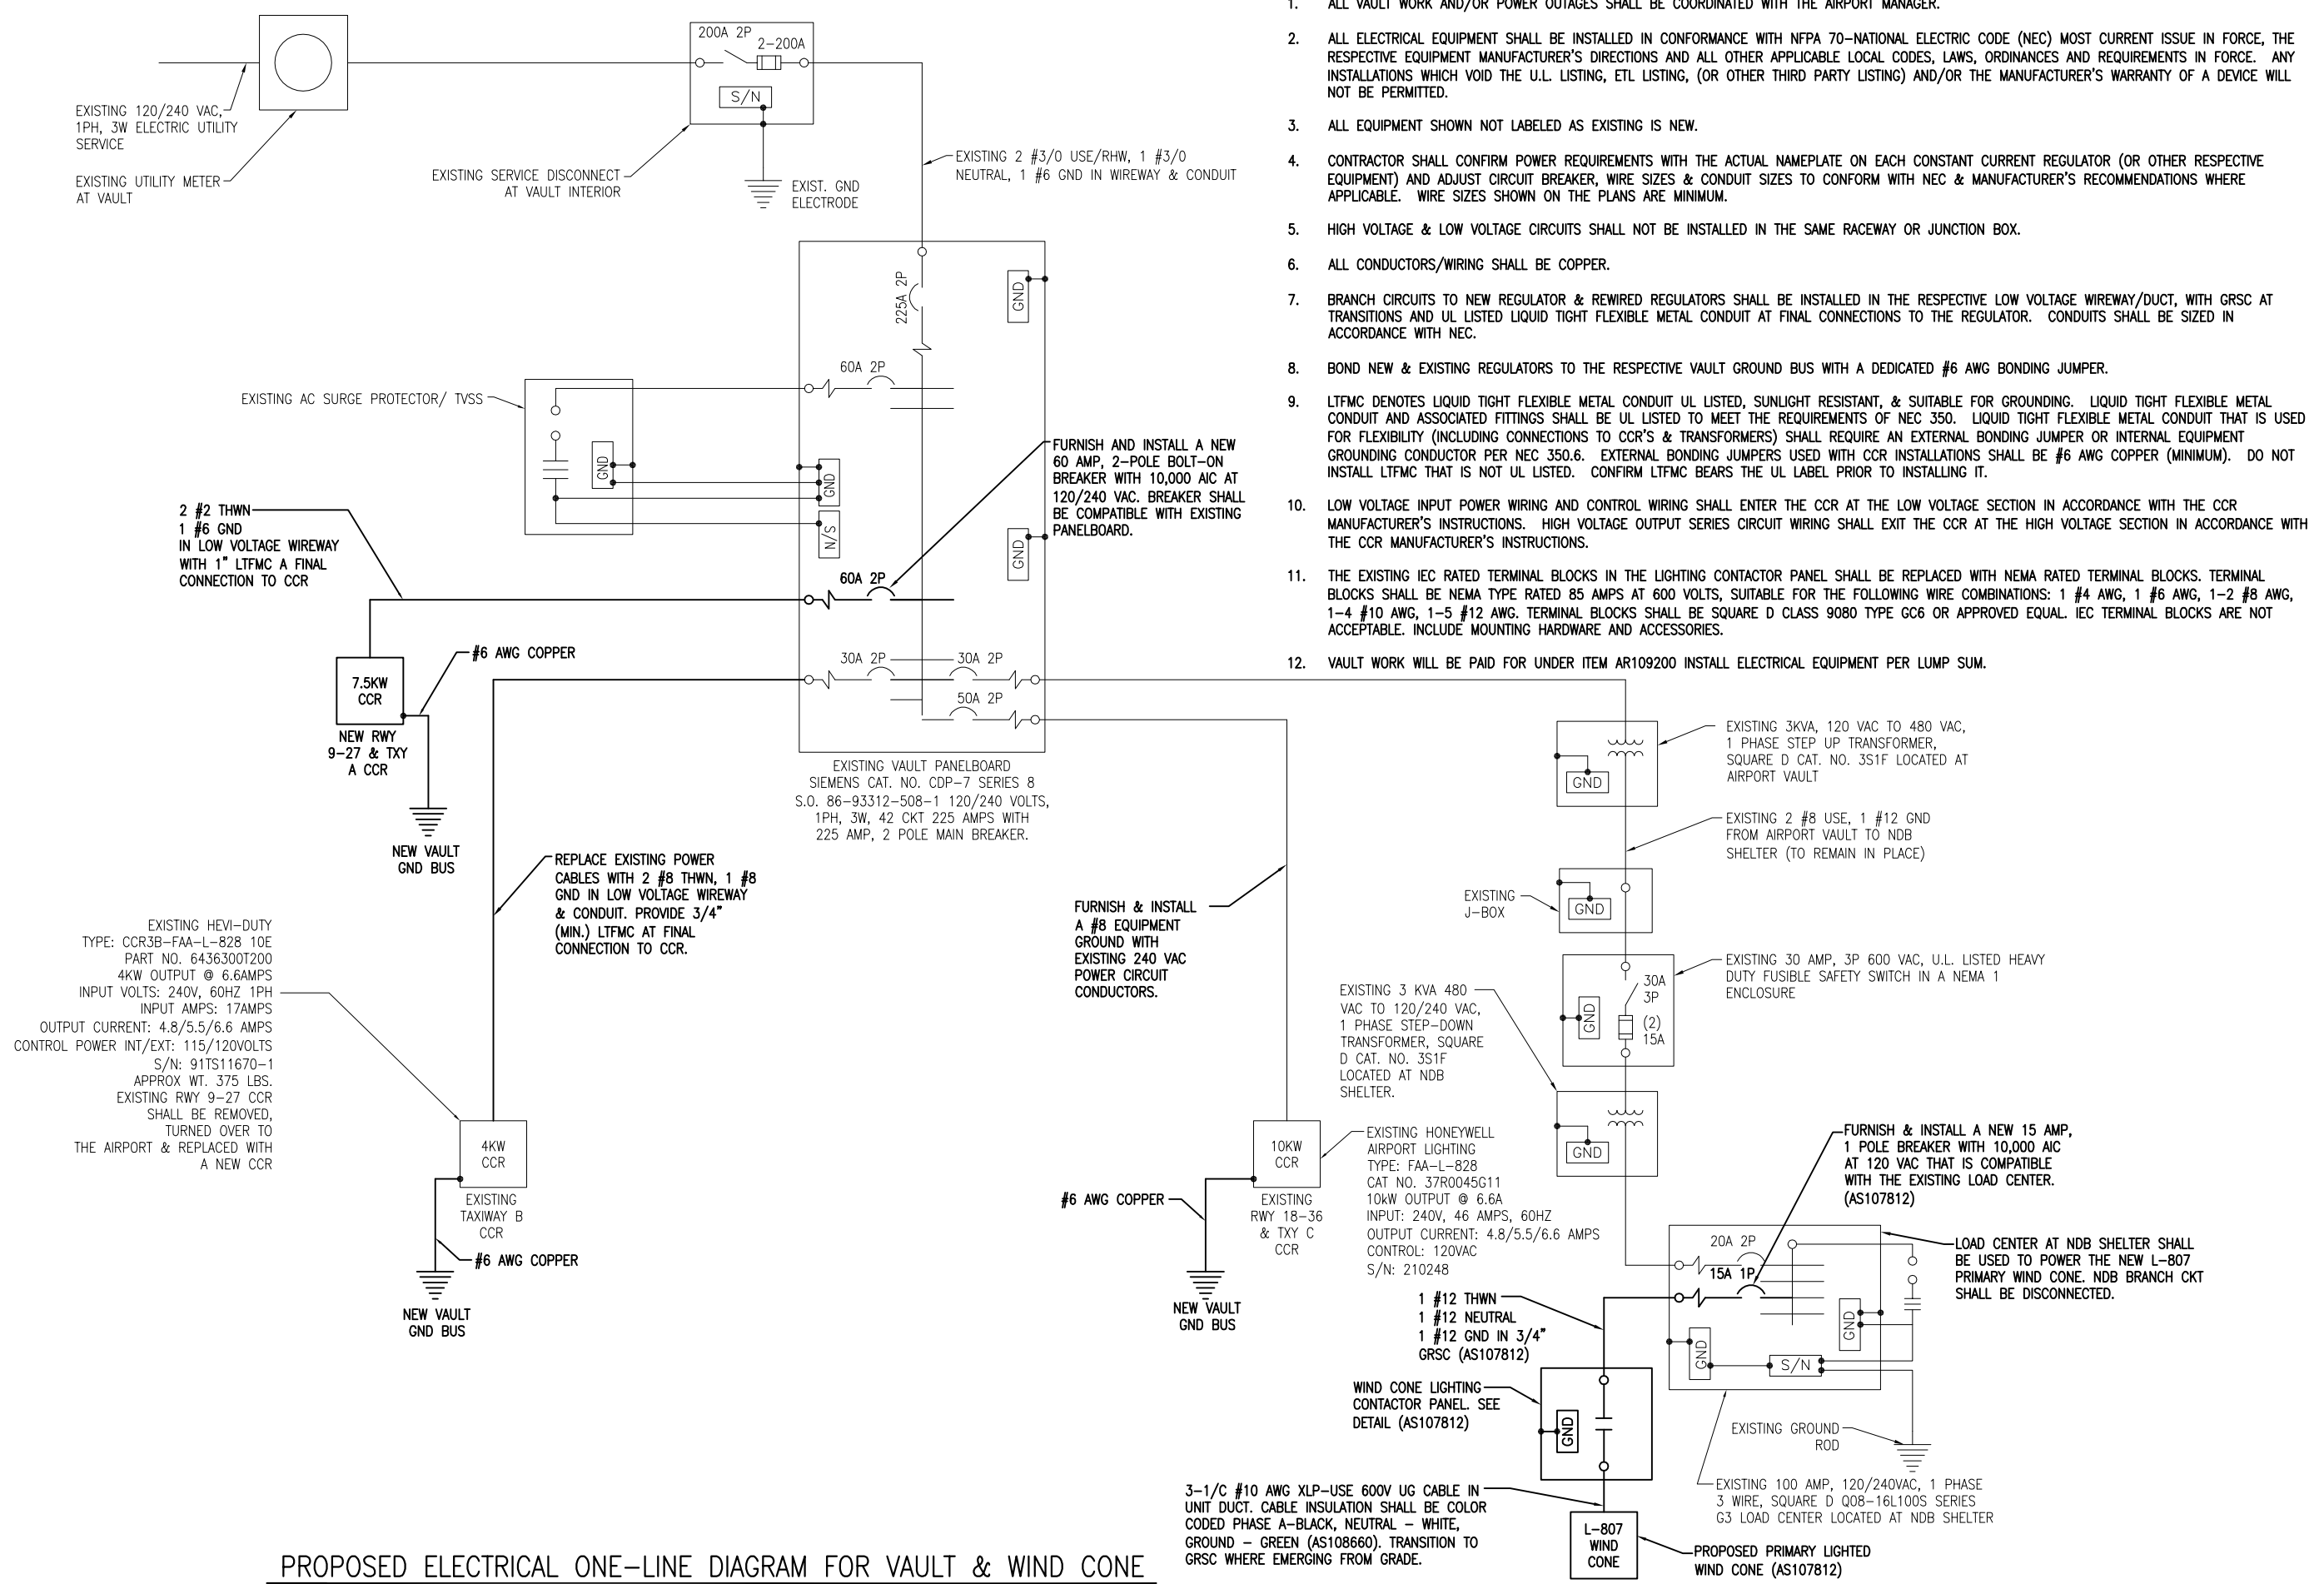 1. ALL VAULT WORK AND/OR POWER OUTAGES SHALL BE COORDINATED WITH THE AIRPORT MANAGER.
2. ALL ELECTRICAL EQUIPMENT SHALL BE INSTALLED IN CONFORMANCE WITH NFPA 70-NATIONAL ELECTRIC CODE (NEC) MOST CURRENT ISSUE IN FORCE, THE
RESPECTIVE EQUIPMENT MANUFACTURER'S DIRECTIONS AND ALL OTHER APPLICABLE LOCAL CODES, LAWS, ORDINANCES AND REQUIREMENTS IN FORCE. ANY
INSTALLATIONS WHICH VOID THE U.L. LISTING, ETL LISTING, (OR OTHER THIRD PARTY LISTING) AND/OR THE MANUFACTURER'S WARRANTY OF A DEVICE WILL
NOT BE PERMITTED.
3. ALL EQUIPMENT SHOWN NOT LABELED AS EXISTING IS NEW.
4. CONTRACTOR SHALL CONFIRM POWER REQUIREMENTS WITH THE ACTUAL NAMEPLATE ON EACH CONSTANT CURRENT REGULATOR (OR OTHER RESPECTIVE
EQUIPMENT) AND ADJUST CIRCUIT BREAKER, WIRE SIZES & CONDUIT SIZES TO CONFORM WITH NEC & MANUFACTURER'S RECOMMENDATIONS WHERE
APPLICABLE. WIRE SIZES SHOWN ON THE PLANS ARE MINIMUM.
5. HIGH VOLTAGE & LOW VOLTAGE CIRCUITS SHALL NOT BE INSTALLED IN THE SAME RACEWAY OR JUNCTION BOX.
6. ALL CONDUCTORS/WIRING SHALL BE COPPER.
7. BRANCH CIRCUITS TO NEW REGULATOR & REWIRED REGULATORS SHALL BE INSTALLED IN THE RESPECTIVE LOW VOLTAGE WIREWAY/DUCT, WITH GRSC AT
TRANSITIONS AND UL LISTED LIQUID TIGHT FLEXIBLE METAL CONDUIT AT FINAL CONNECTIONS TO THE REGULATOR. CONDUITS SHALL BE SIZED IN
ACCORDANCE WITH NEC.
8. BOND NEW & EXISTING REGULATORS TO THE RESPECTIVE VAULT GROUND BUS WITH A DEDICATED #6 AWG BONDING JUMPER.
9. LTFMC DENOTES LIQUID TIGHT FLEXIBLE METAL CONDUIT UL LISTED, SUNLIGHT RESISTANT, & SUITABLE FOR GROUNDING. LIQUID TIGHT FLEXIBLE METAL
CONDUIT AND ASSOCIATED FITTINGS SHALL BE UL LISTED TO MEET THE REQUIREMENTS OF NEC 350. LIQUID TIGHT FLEXIBLE METAL CONDUIT THAT IS USED
FOR FLEXIBILITY (INCLUDING CONNECTIONS TO CCR'S & TRANSFORMERS) SHALL REQUIRE AN EXTERNAL BONDING JUMPER OR INTERNAL EQUIPMENT
GROUNDING CONDUCTOR PER NEC 350.6. EXTERNAL BONDING JUMPERS USED WITH CCR INSTALLATIONS SHALL BE #6 AWG COPPER (MINIMUM). DO NOT
INSTALL LTFMC THAT IS NOT UL LISTED. CONFIRM LTFMC BEARS THE UL LABEL PRIOR TO INSTALLING IT.
10. LOW VOLTAGE INPUT POWER WIRING AND CONTROL WIRING SHALL ENTER THE CCR AT THE LOW VOLTAGE SECTION IN ACCORDANCE WITH THE CCR
MANUFACTURER'S INSTRUCTIONS. HIGH VOLTAGE OUTPUT SERIES CIRCUIT WIRING SHALL EXIT THE CCR AT THE HIGH VOLTAGE SECTION IN ACCORDANCE WITH
THE CCR MANUFACTURER'S INSTRUCTIONS.
11. THE EXISTING IEC RATED TERMINAL BLOCKS IN THE LIGHTING CONTACTOR PANEL SHALL BE REPLACED WITH NEMA RATED TERMINAL BLOCKS. TERMINAL
BLOCKS SHALL BE NEMA TYPE RATED 85 AMPS AT 600 VOLTS, SUITABLE FOR THE FOLLOWING WIRE COMBINATIONS: 1 #4 AWG, 1 #6 AWG, 1-2 #8 AWG,
1-4 #10 AWG, 1-5 #12 AWG. TERMINAL BLOCKS SHALL BE SQUARE D CLASS 9080 TYPE GC6 OR APPROVED EQUAL. IEC TERMINAL BLOCKS ARE NOT
ACCEPTABLE. INCLUDE MOUNTING HARDWARE AND ACCESSORIES.
12. VAULT WORK WILL BE PAID FOR UNDER ITEM AR109200 INSTALL ELECTRICAL EQUIPMENT PER LUMP SUM.
EXISTING 120/240 VAC,
1PH, 3W ELECTRIC UTILITY
SERVICE
EXISTING UTILITY METER
AT VAULT
200A 2P
2-200A
S/N
EXISTING SERVICE DISCONNECT
AT VAULT INTERIOR
EXIST. GND
ELECTRODE
EXISTING 2 #3/0 USE/RHW, 1 #3/0
NEUTRAL, 1 #6 GND IN WIREWAY & CONDUIT
225A 2P
GND
60A 2P
EXISTING AC SURGE PROTECTOR/ TVSS
GND
GND
N/S
GND
FURNISH AND INSTALL A NEW
60 AMP, 2-POLE BOLT-ON
BREAKER WITH 10,000 AIC AT
120/240 VAC. BREAKER SHALL
BE COMPATIBLE WITH EXISTING
PANELBOARD.
2 #2 THWN
1 #6 GND
IN LOW VOLTAGE WIREWAY
WITH 1" LTFMC A FINAL
CONNECTION TO CCR
60A 2P
#6 AWG COPPER
7.5KW
CCR
NEW RWY
9-27 & TXY
A CCR
NEW VAULT
GND BUS
30A 2P
30A 2P
50A 2P
EXISTING VAULT PANELBOARD
SIEMENS CAT. NO. CDP-7 SERIES 8
S.O. 86-93312-508-1 120/240 VOLTS,
1PH, 3W, 42 CKT 225 AMPS WITH
225 AMP, 2 POLE MAIN BREAKER.
REPLACE EXISTING POWER
CABLES WITH 2 #8 THWN, 1 #8
GND IN LOW VOLTAGE WIREWAY
& CONDUIT. PROVIDE 3/4"
(MIN.) LTFMC AT FINAL
CONNECTION TO CCR.
EXISTING HEVI-DUTY
TYPE: CCR3B-FAA-L-828 10E
PART NO. 6436300T200
4KW OUTPUT @ 6.6AMPS
INPUT VOLTS: 240V, 60HZ 1PH
INPUT AMPS: 17AMPS
OUTPUT CURRENT: 4.8/5.5/6.6 AMPS
CONTROL POWER INT/EXT: 115/120VOLTS
S/N: 91TS11670-1
APPROX WT. 375 LBS.
EXISTING RWY 9-27 CCR
SHALL BE REMOVED,
TURNED OVER TO
THE AIRPORT & REPLACED WITH
A NEW CCR
4KW
CCR
EXISTING
TAXIWAY B
CCR
#6 AWG COPPER
NEW VAULT
GND BUS
FURNISH & INSTALL
A #8 EQUIPMENT
GROUND WITH
EXISTING 240 VAC
POWER CIRCUIT
CONDUCTORS.
10KW
CCR
EXISTING
RWY 18-36
& TXY C
CCR
#6 AWG COPPER
NEW VAULT
GND BUS
EXISTING HONEYWELL
AIRPORT LIGHTING
TYPE: FAA-L-828
CAT NO. 37R0045G11
10kW OUTPUT @ 6.6A
INPUT: 240V, 46 AMPS, 60HZ
OUTPUT CURRENT: 4.8/5.5/6.6 AMPS
CONTROL: 120VAC
S/N: 210248
GND
EXISTING 3KVA, 120 VAC TO 480 VAC,
1 PHASE STEP UP TRANSFORMER,
SQUARE D CAT. NO. 3S1F LOCATED AT
AIRPORT VAULT
EXISTING 2 #8 USE, 1 #12 GND
FROM AIRPORT VAULT TO NDB
SHELTER (TO REMAIN IN PLACE)
EXISTING
J-BOX
GND
EXISTING 30 AMP, 3P 600 VAC, U.L. LISTED HEAVY
DUTY FUSIBLE SAFETY SWITCH IN A NEMA 1
ENCLOSURE
30A
3P
GND
(2)
15A
EXISTING 3 KVA 480
VAC TO 120/240 VAC,
1 PHASE STEP-DOWN
TRANSFORMER, SQUARE
D CAT. NO. 3S1F
LOCATED AT NDB
SHELTER.
GND
FURNISH & INSTALL A NEW 15 AMP,
1 POLE BREAKER WITH 10,000 AIC
AT 120 VAC THAT IS COMPATIBLE
WITH THE EXISTING LOAD CENTER.
(AS107812)
20A 2P
15A 1P
GND
GND
S/N
LOAD CENTER AT NDB SHELTER SHALL
BE USED TO POWER THE NEW L-807
PRIMARY WIND CONE. NDB BRANCH CKT
SHALL BE DISCONNECTED.
1 #12 THWN
1 #12 NEUTRAL
1 #12 GND IN 3/4"
GRSC (AS107812)
WIND CONE LIGHTING
CONTACTOR PANEL. SEE
DETAIL (AS107812)
GND
EXISTING GROUND
ROD
EXISTING 100 AMP, 120/240VAC, 1 PHASE
3 WIRE, SQUARE D QO8-16L100S SERIES
G3 LOAD CENTER LOCATED AT NDB SHELTER
3-1/C #10 AWG XLP-USE 600V UG CABLE IN
UNIT DUCT. CABLE INSULATION SHALL BE COLOR
CODED PHASE A-BLACK, NEUTRAL - WHITE,
GROUND - GREEN (AS108660). TRANSITION TO
GRSC WHERE EMERGING FROM GRADE.
L-807
WIND
CONE
PROPOSED PRIMARY LIGHTED
WIND CONE (AS107812)
PROPOSED ELECTRICAL ONE-LINE DIAGRAM FOR VAULT & WIND CONE